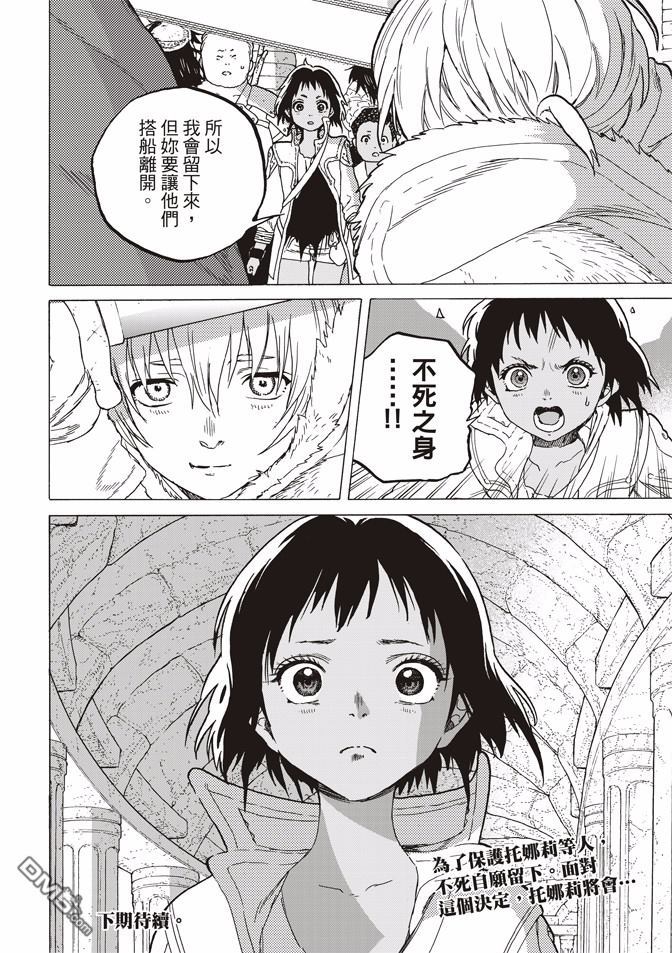 所以
我會留下來，
但妳要讓他們
搭船離開。
不死之身
……!!
為了保護托娜莉等人，
不死自願留下。面對
這個決定，托娜莉將會…
下期待續。